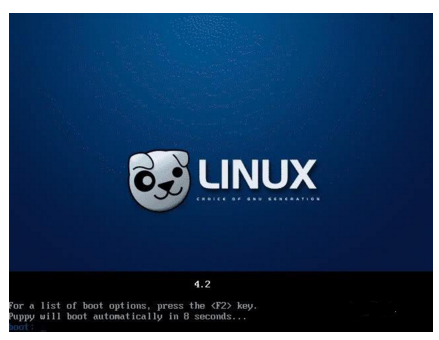 LINUX
CHOICE OF GNU GENERATION
4.2
For a list of boot options, press the <F2> key.
Puppy will boot automatically in 8 seconds...
boot: _